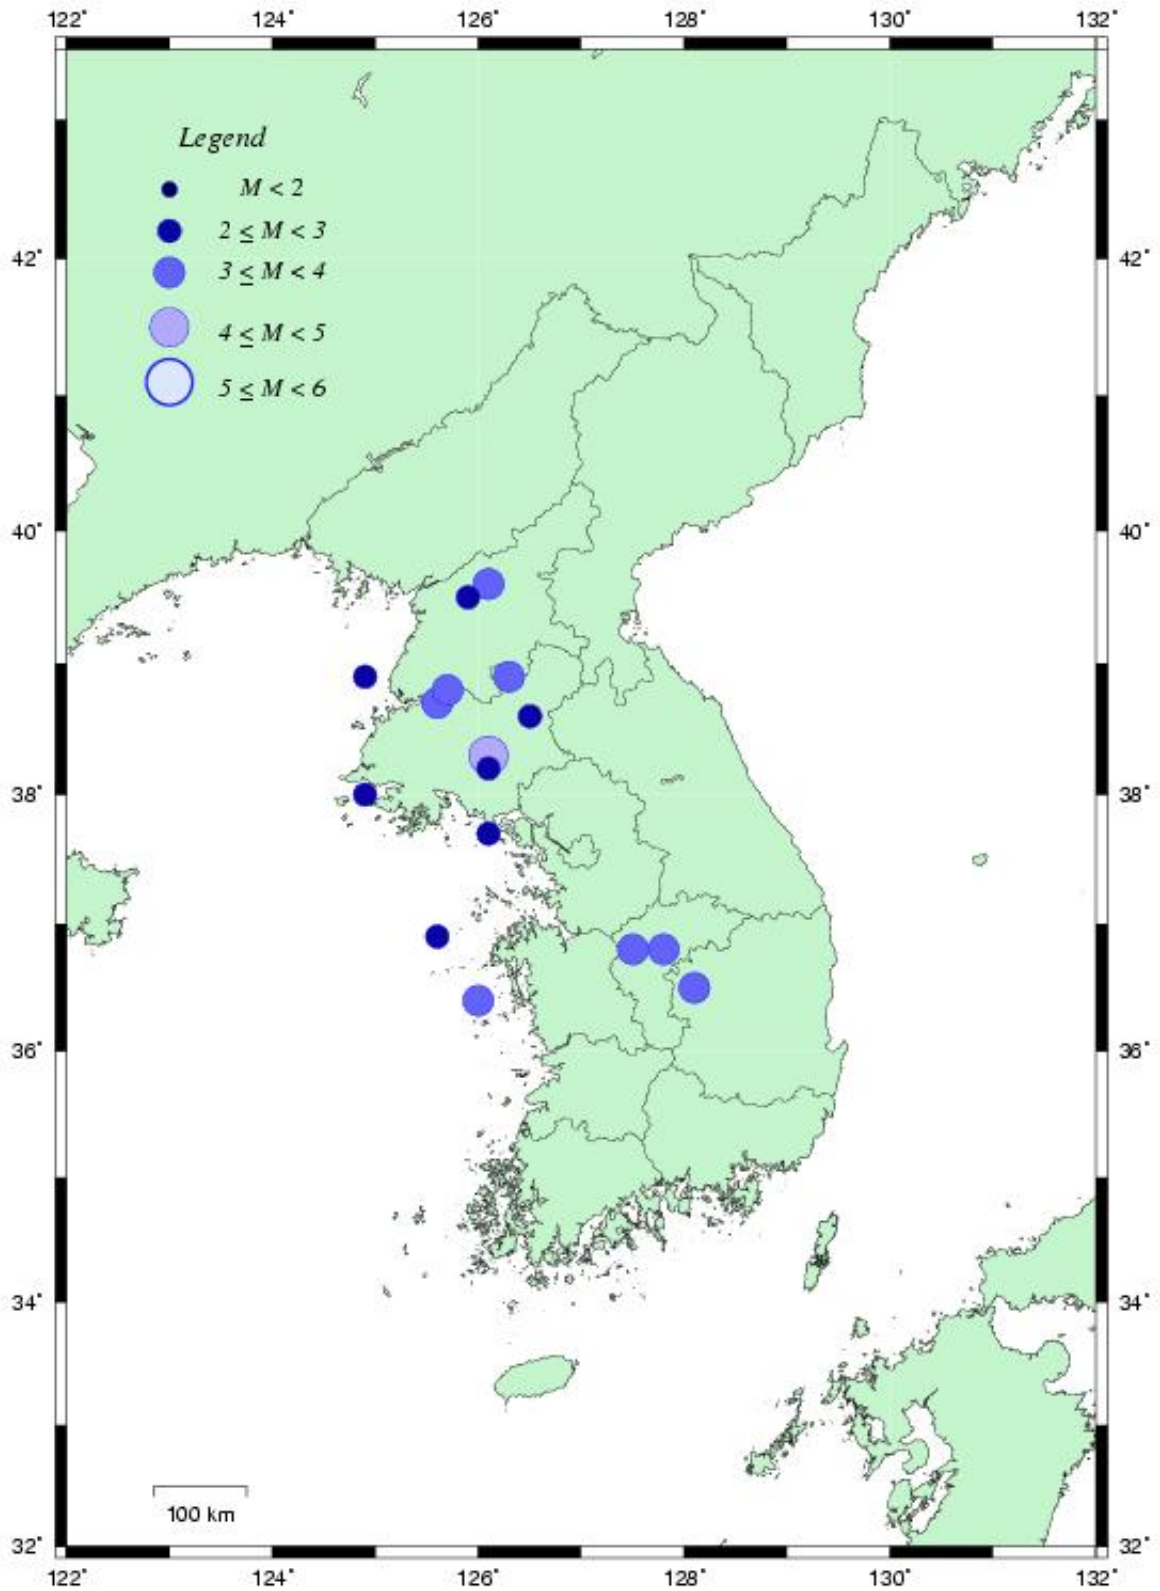 122° 124° 126° 128° 130° 132°
Legend
M < 2
2 ≤ M < 3
42° 42°
3 ≤ M < 4
4 ≤ M < 5
5 ≤ M < 6
40° 40°
38° 38°
36° 36°
34° 34°
100 km
32° 32°
122° 124° 126° 128° 130° 132°